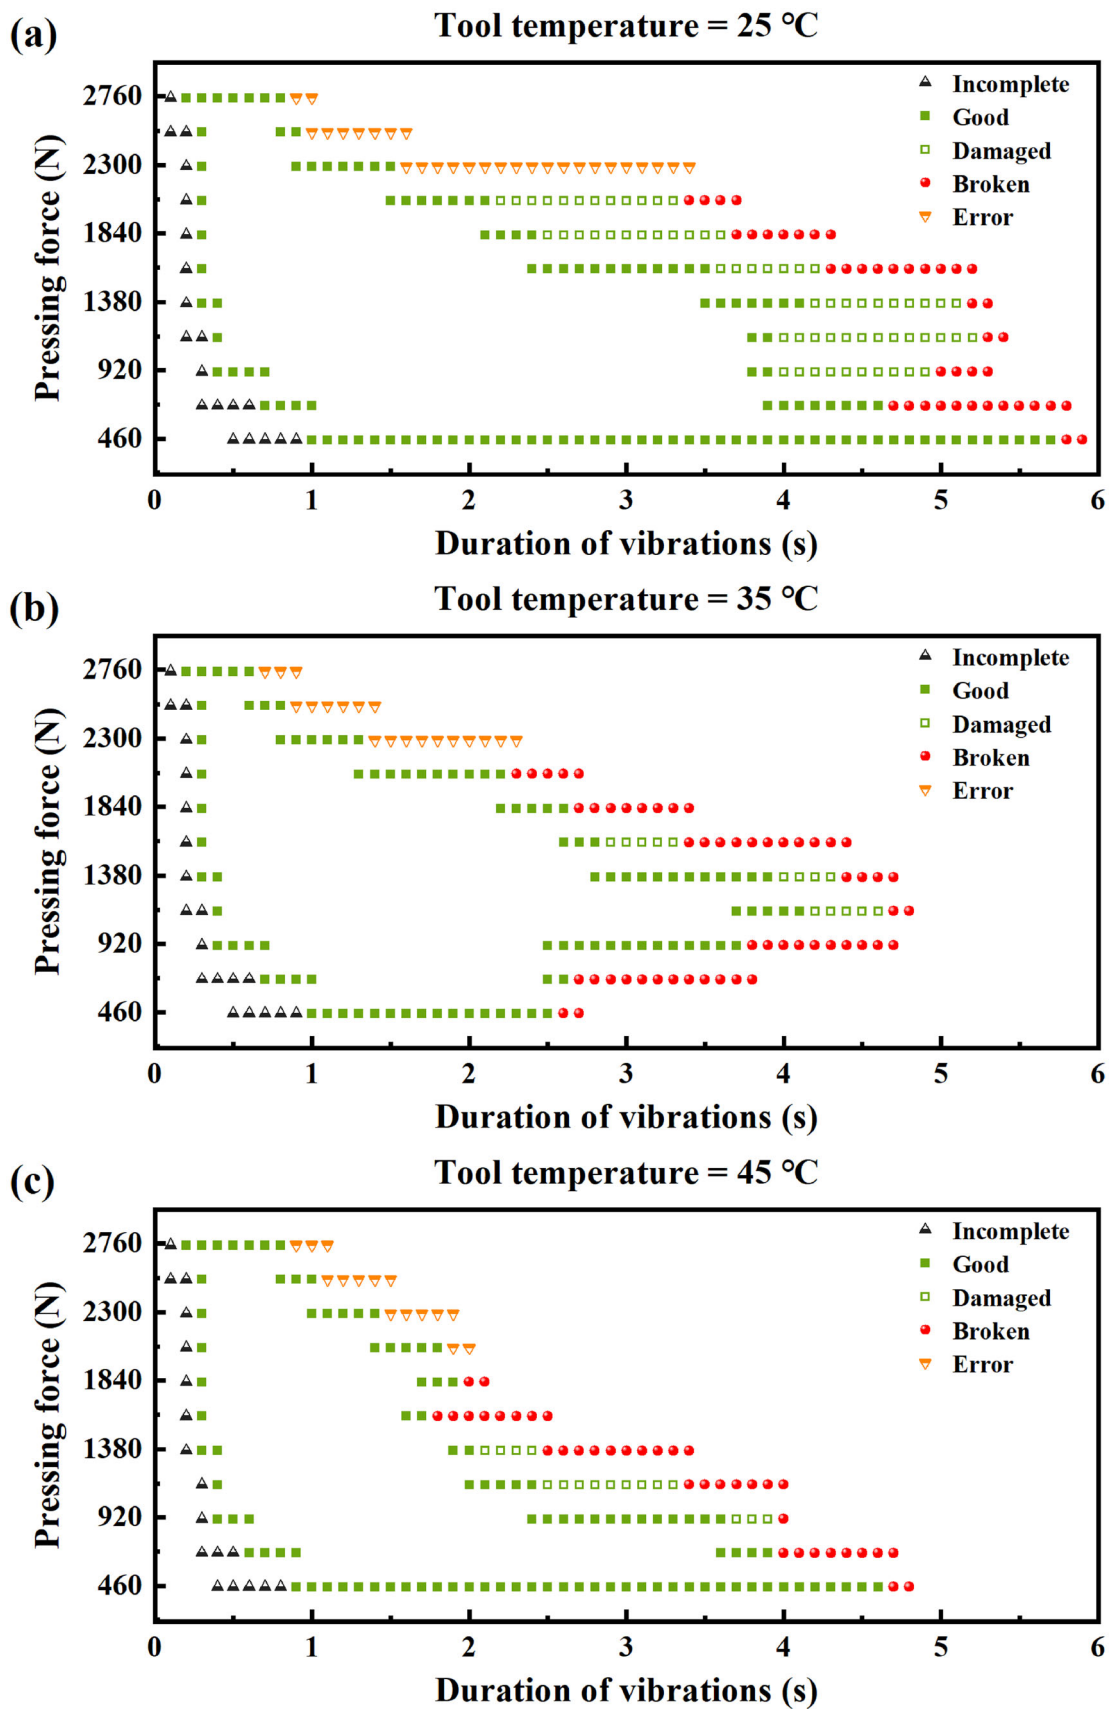 (a)
Tool temperature = 25 ℃
Pressing force (N)
2760
2300
1840
1380
920
460
Incomplete
Good
Damaged
Broken
Error
0 1 2 3 4 5 6
Duration of vibrations (s)
(b)
Tool temperature = 35 ℃
Pressing force (N)
2760
2300
1840
1380
920
460
Incomplete
Good
Damaged
Broken
Error
0 1 2 3 4 5 6
Duration of vibrations (s)
(c)
Tool temperature = 45 ℃
Pressing force (N)
2760
2300
1840
1380
920
460
Incomplete
Good
Damaged
Broken
Error
0 1 2 3 4 5 6
Duration of vibrations (s)